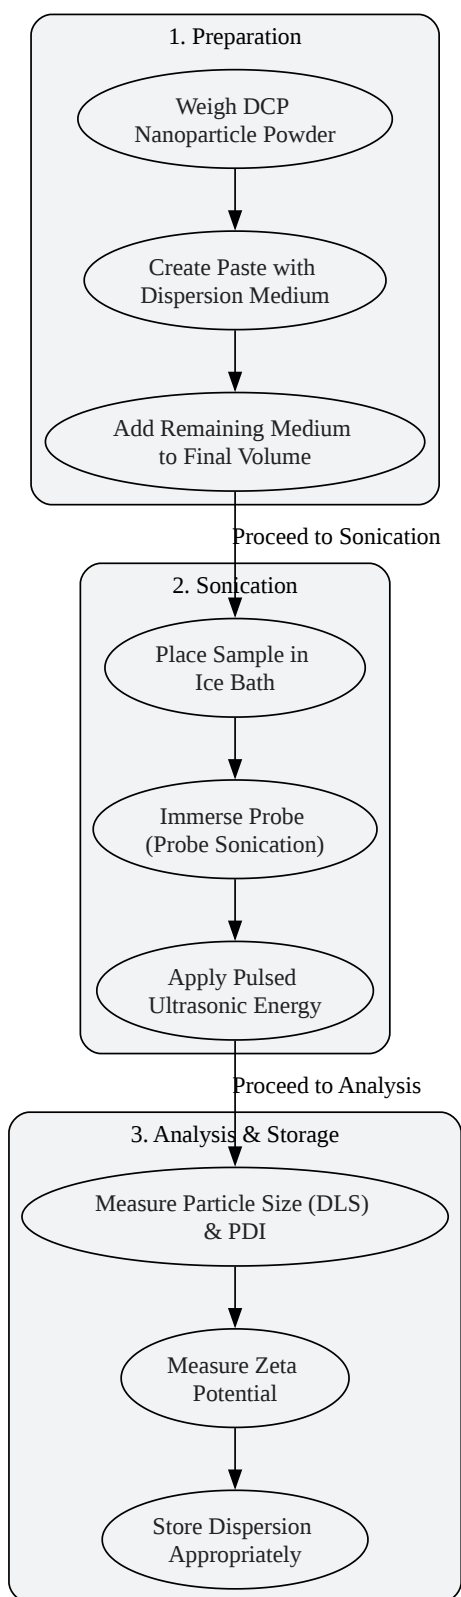 1. Preparation
Weigh DCP
Nanoparticle Powder
Create Paste with
Dispersion Medium
Add Remaining Medium
to Final Volume
Proceed to Sonication
2. Sonication
Place Sample in
Ice Bath
Immerse Probe
(Probe Sonication)
Apply Pulsed
Ultrasonic Energy
Proceed to Analysis
3. Analysis & Storage
Measure Particle Size (DLS)
& PDI
Measure Zeta
Potential
Store Dispersion
Appropriately